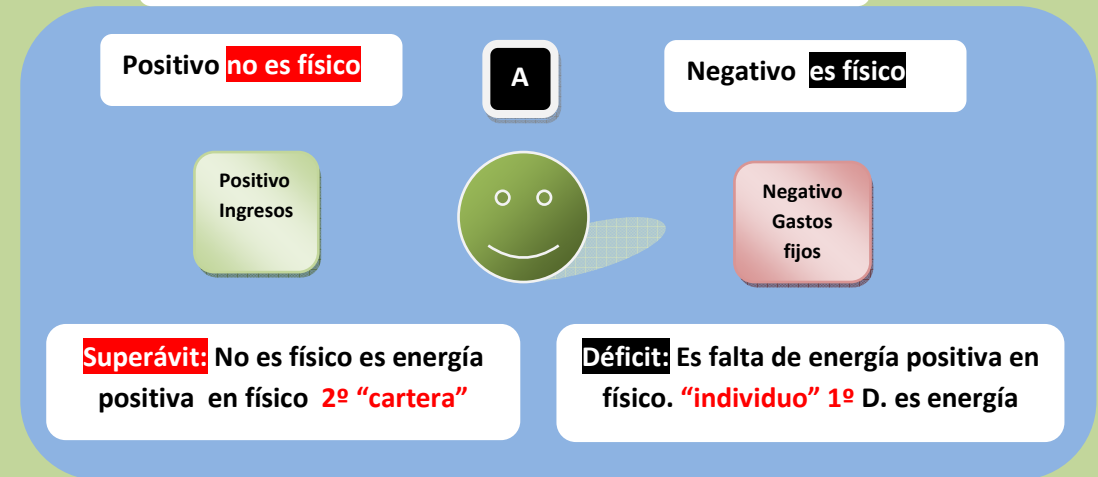 Positivo no es físico
A
Negativo es físico
Positivo
Ingresos
Negativo
Gastos
fijos
Superávit: No es físico es energía
positiva en físico 2º “cartera”
Déficit: Es falta de energía positiva en
físico. “individuo” 1º D. es energía